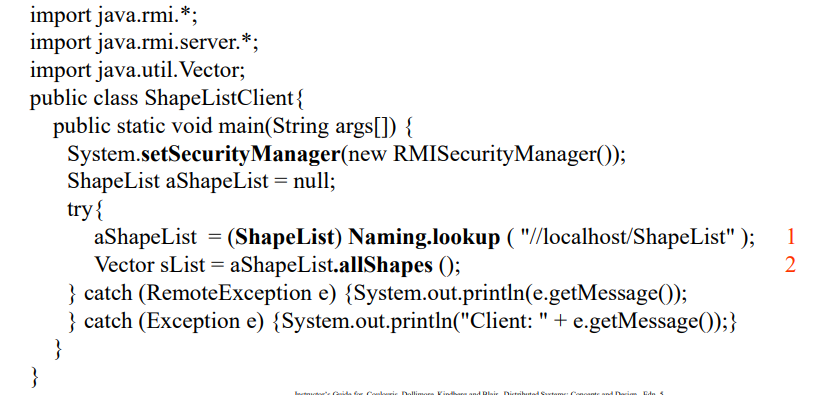 import java.rmi.*;
import java.rmi.server.*;
import java.util.Vector;
public class ShapeListClient{
public static void main(String args[]) {
System.setSecurityManager(new RMISecurityManager());
ShapeList aShapeList = null;
try{
aShapeList = (ShapeList) Naming.lookup ( "//localhost/ShapeList" ); 1
Vector sList = aShapeList.allShapes (); 2
} catch (RemoteException e) {System.out.println(e.getMessage());
} catch (Exception e) {System.out.println("Client: " + e.getMessage());}
}
}
Instructor's Guide for Coulouris, Dollimore, Kindberg and Blair, Distributed Systems: Concepts and Design Edn. 5